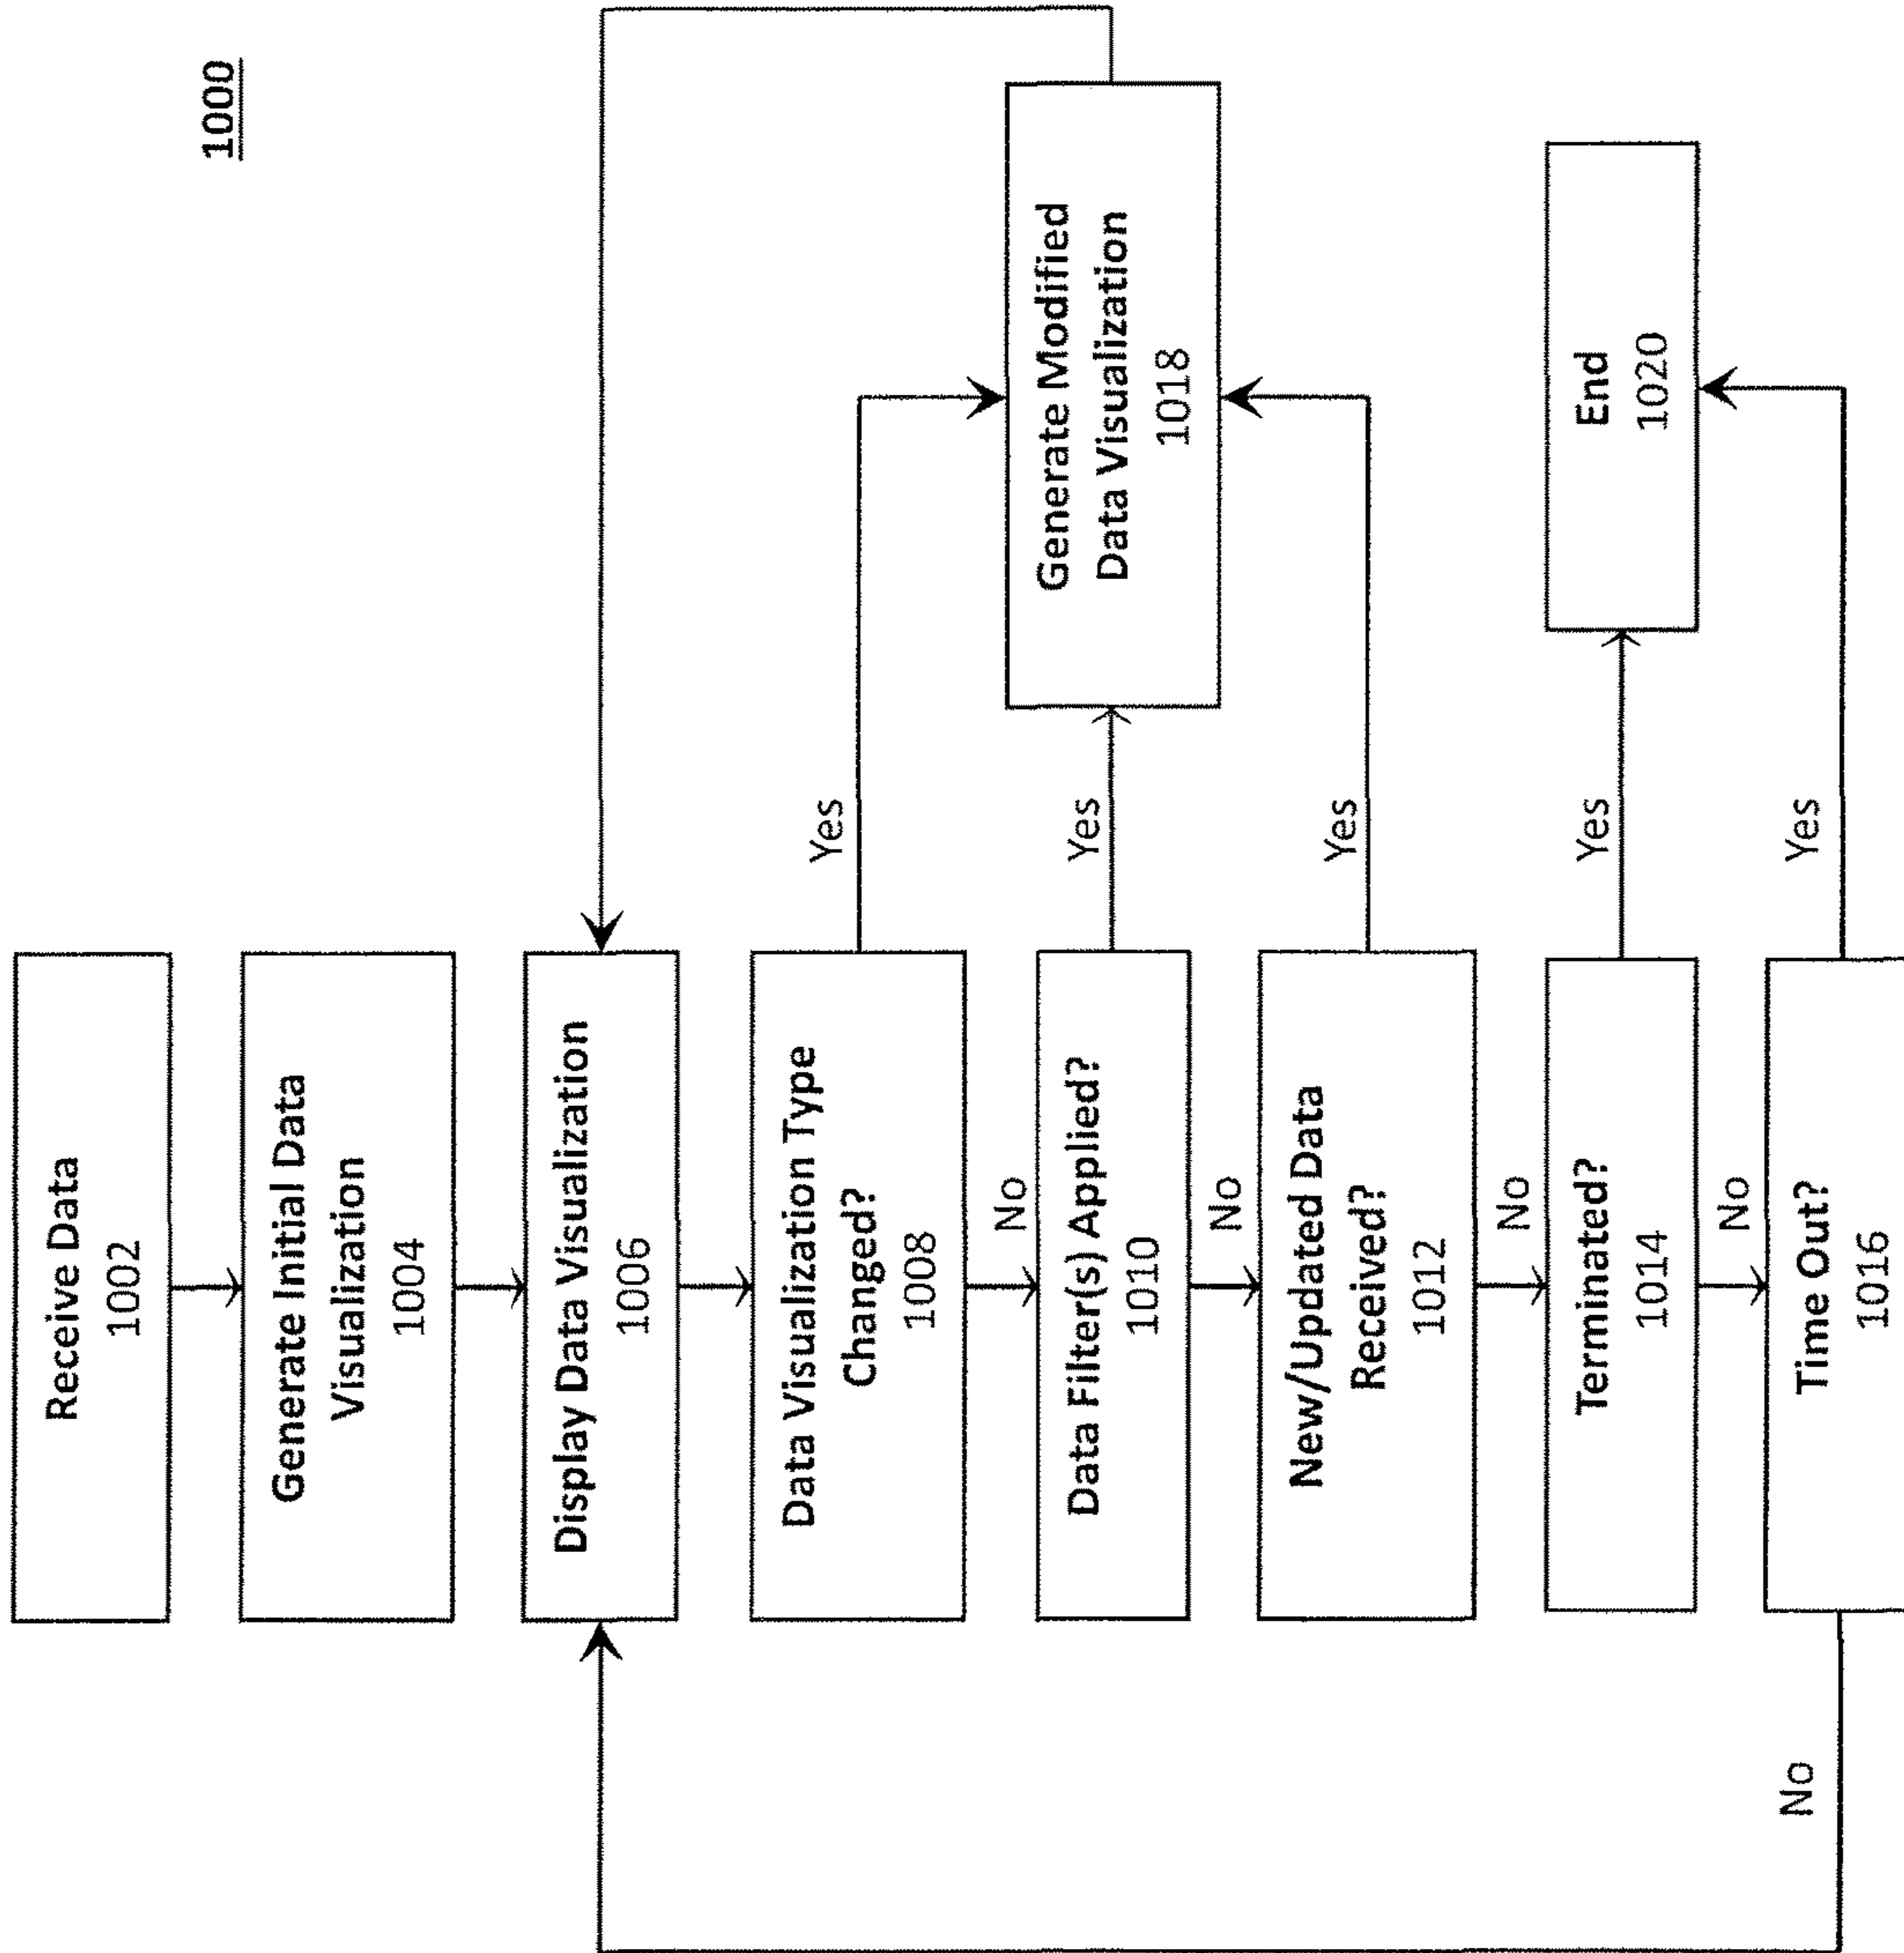 1000
Receive Data
1002
Generate Initial Data
Visualization
1004
Display Data Visualization
1006
Data Visualization Type
Changed?
1008
Yes
No
Data Filter(s) Applied?
1010
Yes
No
New/Updated Data
Received?
1012
Yes
No
Generate Modified
Data Visualization
1018
Terminated?
1014
Yes
No
End
1020
Time Out?
1016
Yes
No